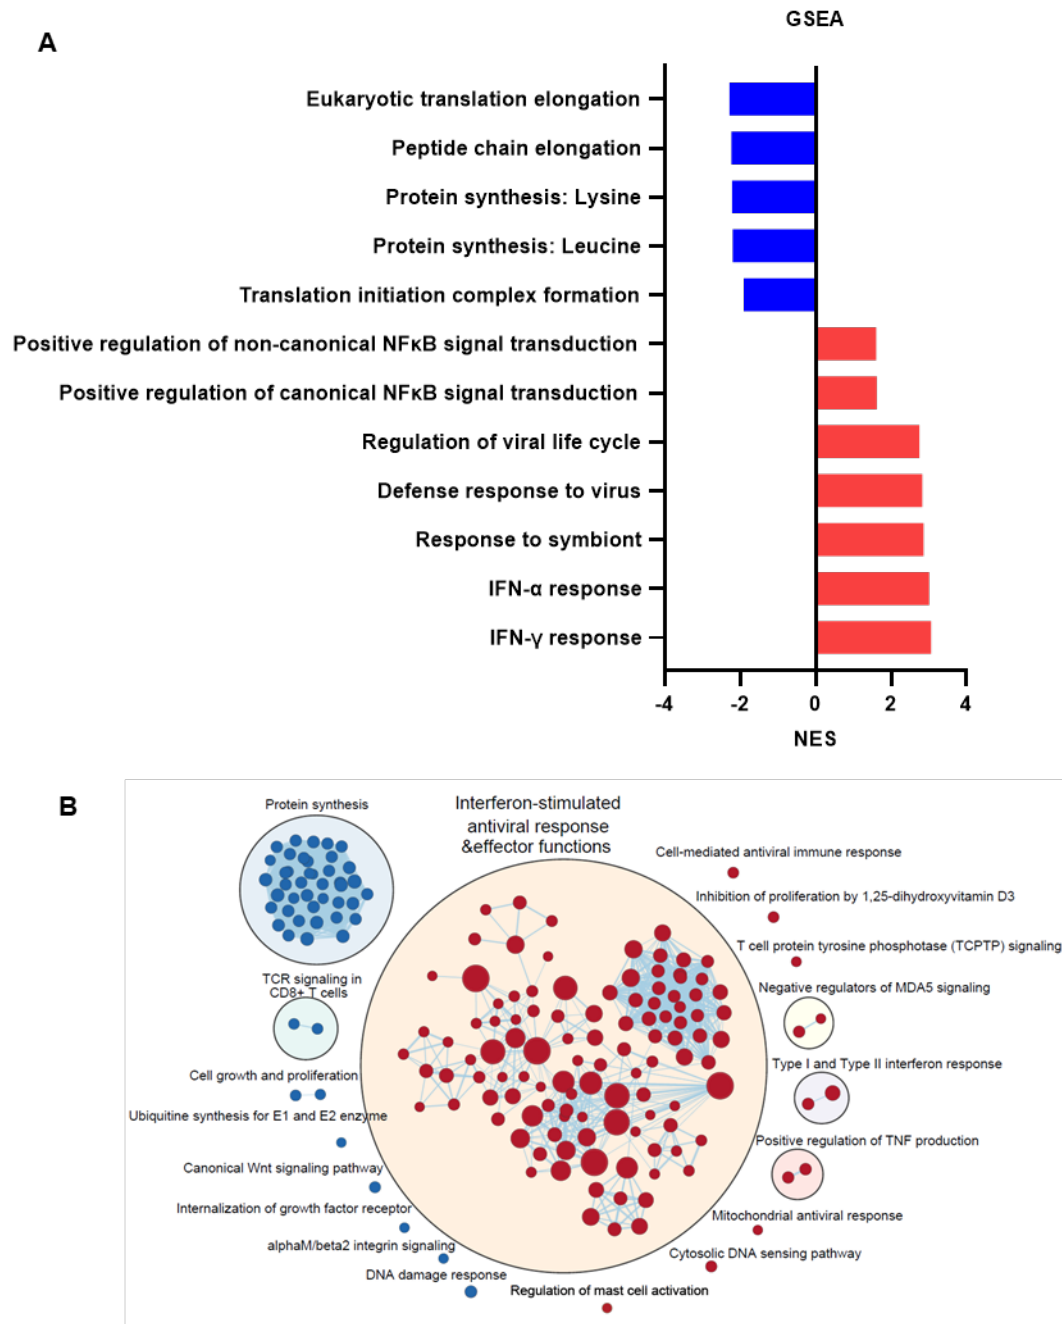 GSEA
A
Eukaryotic translation elongation
Peptide chain elongation
Protein synthesis: Lysine
Protein synthesis: Leucine
Translation initiation complex formation
Positive regulation of non-canonical NFκB signal transduction
Positive regulation of canonical NFκB signal transduction
Regulation of viral life cycle
Defense response to virus
Response to symbiont
IFN-α response
IFN-γ response
-4 -2 0 2 4
NES
B
Protein synthesis
Interferon-stimulated
antiviral response
&effector functions
Cell-mediated antiviral immune response
Inhibition of proliferation by 1,25-dihydroxyvitamin D3
T cell protein tyrosine phosphotase (TCPTP) signaling
TCR signaling in
CD8+ T cells
Negative regulators of MDA5 signaling
Cell growth and proliferation
Type I and Type II interferon response
Ubiquitine synthesis for E1 and E2 enzyme
Positive regulation of TNF production
Canonical Wnt signaling pathway
Internalization of growth factor receptor
Mitochondrial antiviral response
alphaM/beta2 integrin signaling
Cytosolic DNA sensing pathway
DNA damage response
Regulation of mast cell activation